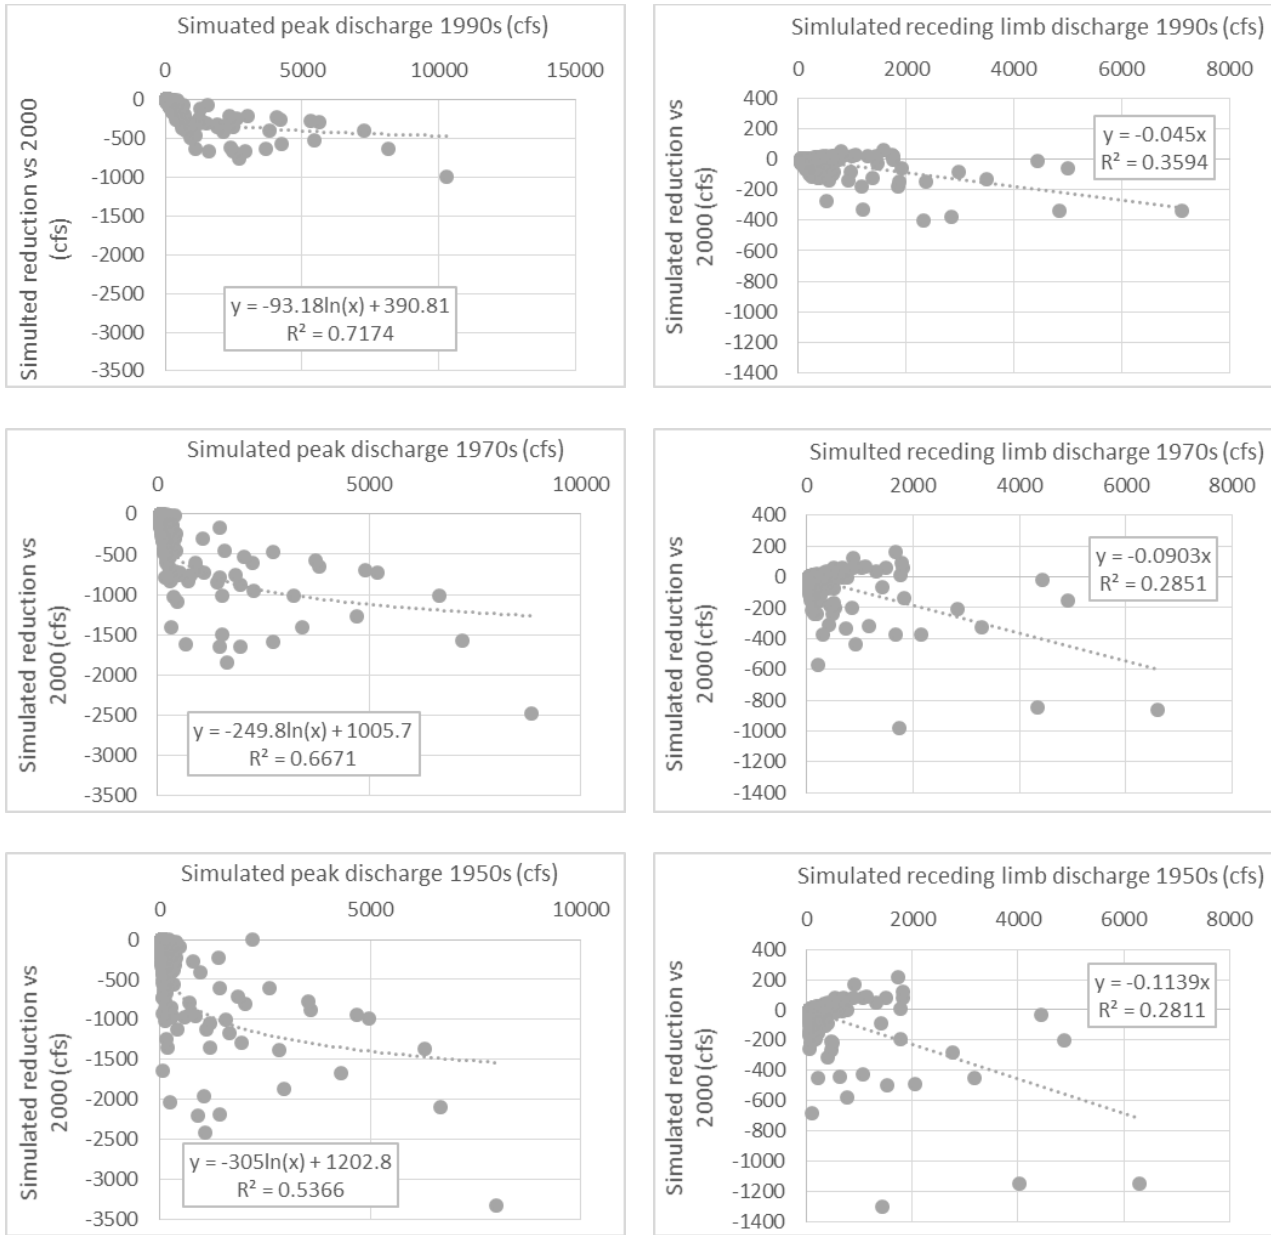 Simuated peak discharge 1990s (cfs)
0 5000 10000 15000
Simulted reduction vs 2000
(cfs)
0
-500
-1000
-1500
-2000
-2500
-3000
-3500
y = -93.18ln(x) + 390.81
R² = 0.7174
Simlulated receding limb discharge 1990s (cfs)
0 2000 4000 6000 8000
Simulated reduction vs
2000 (cfs)
400
200
0
-200
-400
-600
-800
-1000
-1200
-1400
y = -0.045x
R² = 0.3594
Simulated peak discharge 1970s (cfs)
0 5000 10000
Simulated reduction vs
2000 (cfs)
0
-500
-1000
-1500
-2000
-2500
-3000
-3500
y = -249.8ln(x) + 1005.7
R² = 0.6671
Simulted receding limb discharge 1970s (cfs)
0 2000 4000 6000 8000
Simulated reduction vs
2000 (cfs)
400
200
0
-200
-400
-600
-800
-1000
-1200
-1400
y = -0.0903x
R² = 0.2851
Simulated peak discharge 1950s (cfs)
0 5000 10000
Simulated reduction vs
2000 (cfs)
0
-500
-1000
-1500
-2000
-2500
-3000
-3500
y = -305ln(x) + 1202.8
R² = 0.5366
Simulated receding limb discharge 1950s (cfs)
0 2000 4000 6000 8000
Simulated reduction vs
2000 (cfs)
400
200
0
-200
-400
-600
-800
-1000
-1200
-1400
y = -0.1139x
R² = 0.2811